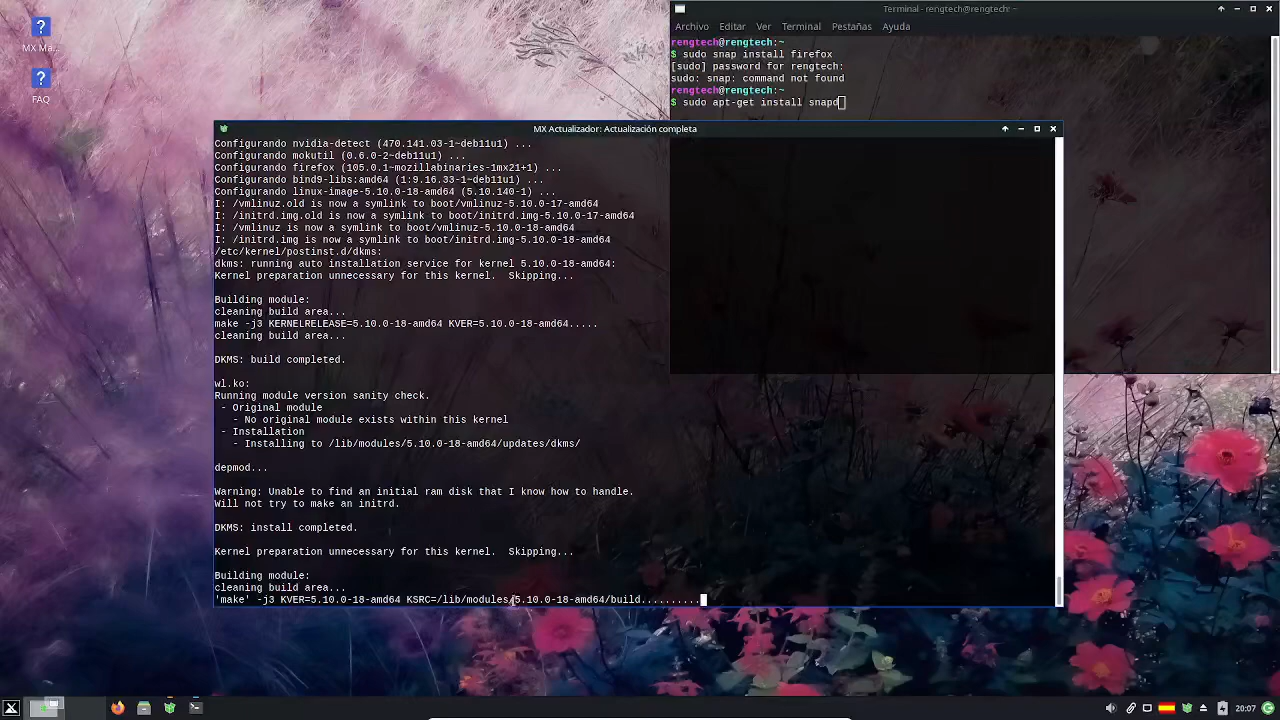 MX Ma...
FAQ
Terminal - rengtech@rengtech: ~
Archivo Editar Ver Terminal Pestañas Ayuda
rengtech@rengtech:~
$ sudo snap install firefox
[sudo] password for rengtech:
sudo: snap: command not found
rengtech@rengtech:~
$ sudo apt-get install snapd
MX Actualizador: Actualización completa
Configurando nvidia-detect (470.141.03-1~deb11u1) ...
Configurando mokutil (0.6.0-2~deb11u1) ...
Configurando firefox (105.0.1~mozillabinaries-1mx21+1) ...
Configurando bind9-libs:amd64 (1:9.16.33-1~deb11u1) ...
Configurando linux-image-5.10.0-18-amd64 (5.10.140-1) ...
I: /vmlinuz.old is now a symlink to boot/vmlinuz-5.10.0-17-amd64
I: /initrd.img.old is now a symlink to boot/initrd.img-5.10.0-17-amd64
I: /vmlinuz is now a symlink to boot/vmlinuz-5.10.0-18-amd64
I: /initrd.img is now a symlink to boot/initrd.img-5.10.0-18-amd64
/etc/kernel/postinst.d/dkms:
dkms: running auto installation service for kernel 5.10.0-18-amd64:
Kernel preparation unnecessary for this kernel.  Skipping...
Building module:
cleaning build area...
make -j3 KERNELRELEASE=5.10.0-18-amd64 KVER=5.10.0-18-amd64.....
cleaning build area...
DKMS: build completed.
wl.ko:
Running module version sanity check.
- Original module
- No original module exists within this kernel
- Installation
- Installing to /lib/modules/5.10.0-18-amd64/updates/dkms/
depmod...
Warning: Unable to find an initial ram disk that I know how to handle.
Will not try to make an initrd.
DKMS: install completed.
Kernel preparation unnecessary for this kernel.  Skipping...
Building module:
cleaning build area...
'make' -j3 KVER=5.10.0-18-amd64 KSRC=/lib/modules/5.10.0-18-amd64/build..........
20:07